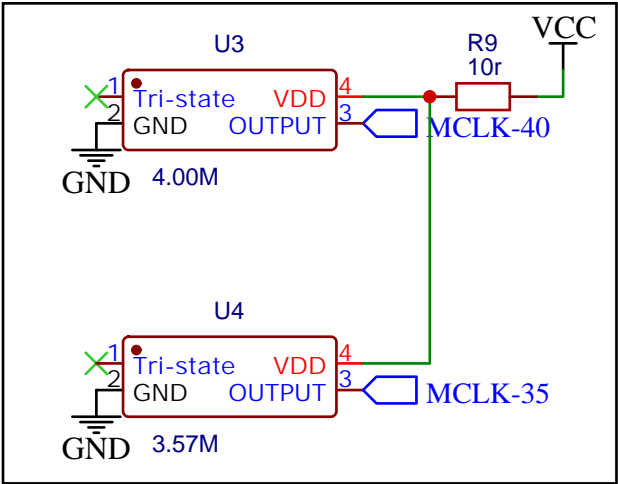 VCC
U3
R9
10r
1
Tri-state
VDD
4
2
GND
OUTPUT
3
MCLK-40
GND
4.00M
U4
1
Tri-state
VDD
4
2
GND
OUTPUT
3
MCLK-35
GND
3.57M